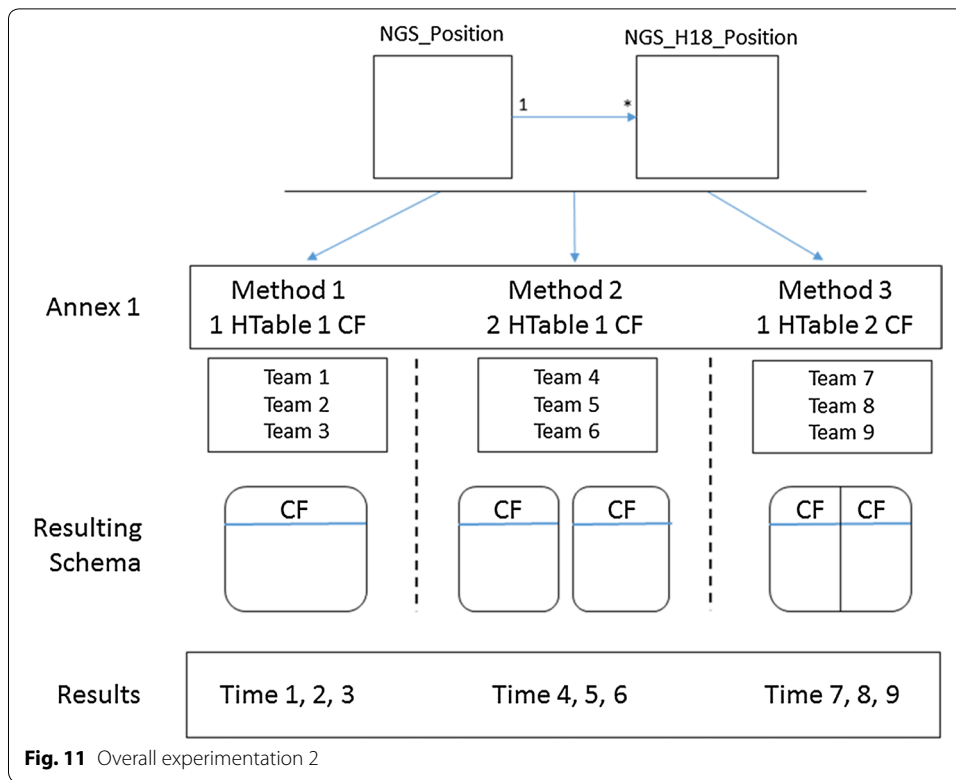 NGS_Position NGS_H18_Position
1 *
Annex 1
Method 1 Method 2 Method 3
1 HTable 1 CF 2 HTable 1 CF 1 HTable 2 CF
Team 1 Team 4 Team 7
Team 2 Team 5 Team 8
Team 3 Team 6 Team 9
CF CF CF CF CF
Resulting
Schema
Results Time 1, 2, 3 Time 4, 5, 6 Time 7, 8, 9
Fig. 11 Overall experimentation 2